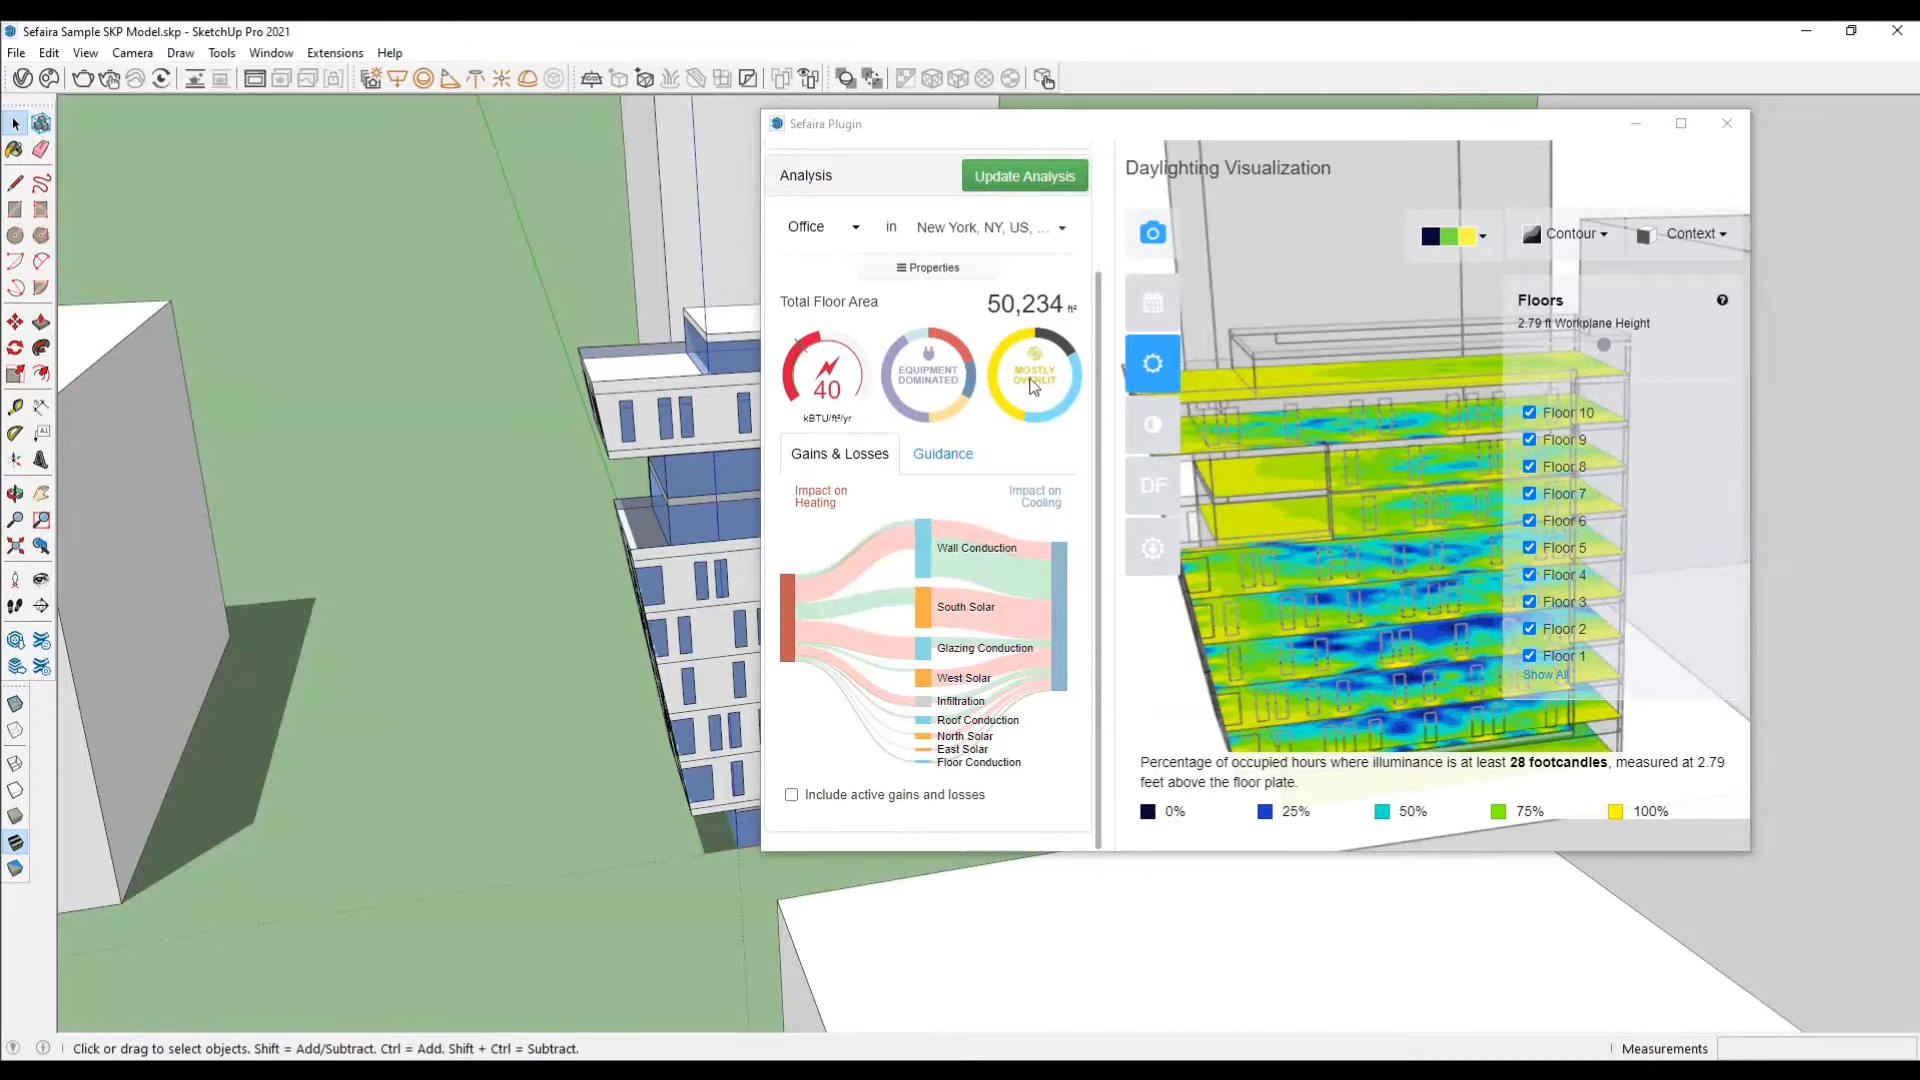 Sefaira Sample SKP Model.skp - SketchUp Pro 2021
File Edit View Camera Draw Tools Window Extensions Help
Sefaira Plugin
Analysis
Update Analysis
Office in New York, NY, US, ...
Properties
Total Floor Area 50,234 ft²
40
kBTU/ft²/yr
EQUIPMENT
DOMINATED
MOSTLY
OVERLIT
Gains & Losses Guidance
Impact on
Heating
Impact on
Cooling
Wall Conduction
South Solar
Glazing Conduction
West Solar
Infiltration
Roof Conduction
North Solar
East Solar
Floor Conduction
Include active gains and losses
Daylighting Visualization
Contour Context
DF
Floors
2.79 ft Workplane Height
Floor 10
Floor 9
Floor 8
Floor 7
Floor 6
Floor 5
Floor 4
Floor 3
Floor 2
Floor 1
Show All
Percentage of occupied hours where illuminance is at least 28 footcandles, measured at 2.79
feet above the floor plate.
0% 25% 50% 75% 100%
Click or drag to select objects. Shift = Add/Subtract. Ctrl = Add. Shift + Ctrl = Subtract.
Measurements